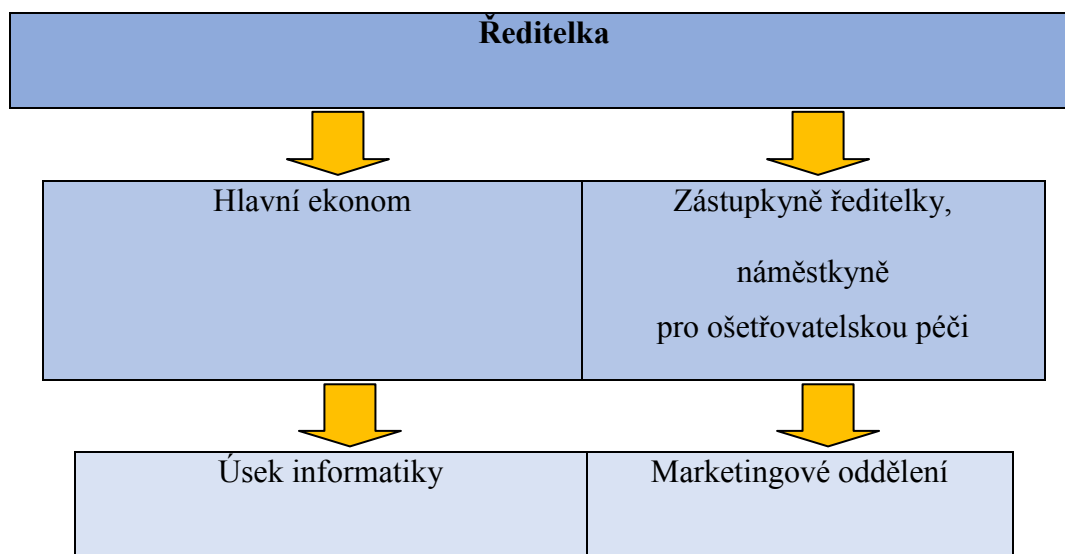 Ředitelka
Hlavní ekonom
Zástupkyně ředitelky,
náměstkyně
pro ošetřovatelskou péči
Úsek informatiky
Marketingové oddělení